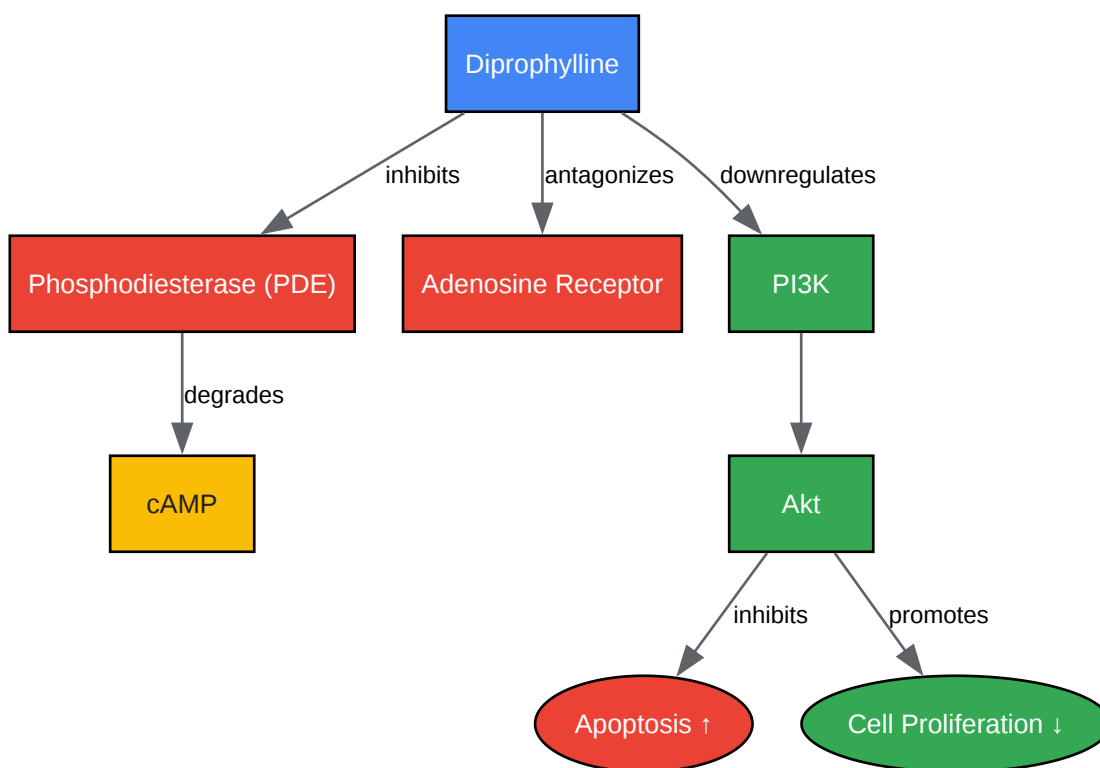 Diprophylline
inhibits
antagonizes
downregulates
Phosphodiesterase (PDE)
Adenosine Receptor
PI3K
degrades
cAMP
Akt
inhibits
promotes
Apoptosis ↑
Cell Proliferation ↓